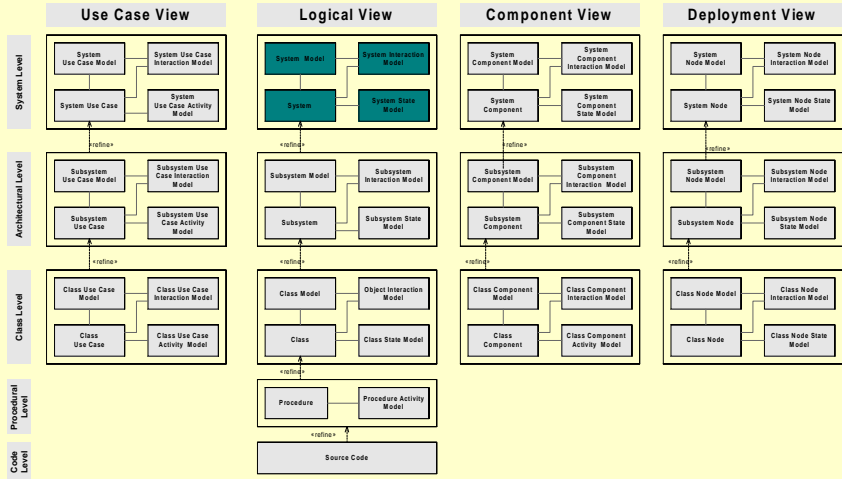 Use Case View
Logical View
Component View
Deployment View
System Level
System
Use Case Model
System Use Case
Interaction Model
System Use Case
System
Use Case Activity
Model
System Model
System Interaction
Model
System
System State
Model
System
Component Model
System
Component
Interaction Model
System
Component
System
Component
State Model
System
Node Model
System Node
Interaction Model
System Node
System Node State
Model
«refine»
«refine»
«refine»
«refine»
Architectural Level
Subsystem
Use Case Model
Subsystem Use
Case Interaction
Model
Subsystem
Use Case
Subsystem Use
Case Activity
Model
Subsystem Model
Subsystem
Interaction Model
Subsystem
Subsystem State
Model
Subsystem
Component Model
Subsystem
Component
Interaction Model
Subsystem
Component
Subsystem
Component State
Model
Subsystem
Node Model
Subsystem Node
Interaction Model
Subsystem Node
Subsystem Node
State Model
«refine»
«refine»
«refine»
«refine»
Class Level
Class Use Case
Model
Class Use Case
Interaction Model
Class
Use Case
Class Use Case
Activity Model
Class Model
Object Interaction
Model
Class
Class State Model
Class Component
Model
Class Component
Interaction Model
Class
Component
Class Component
Activity Model
Class Node Model
Class Node
Interaction Model
Class Node
Class Node State
Model
«refine»
Procedural
Level
Procedure
Procedure Activity
Model
«refine»
Code
Level
Source Code